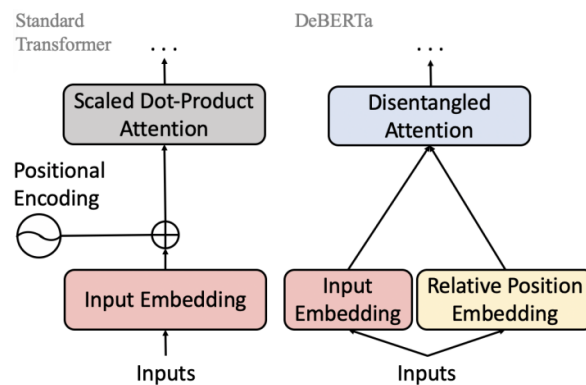 Standard
Transformer
...
Scaled Dot-Product
Attention
Positional
Encoding
Input Embedding
Inputs
DeBERTa
...
Disentangled
Attention
Input
Embedding
Relative Position
Embedding
Inputs